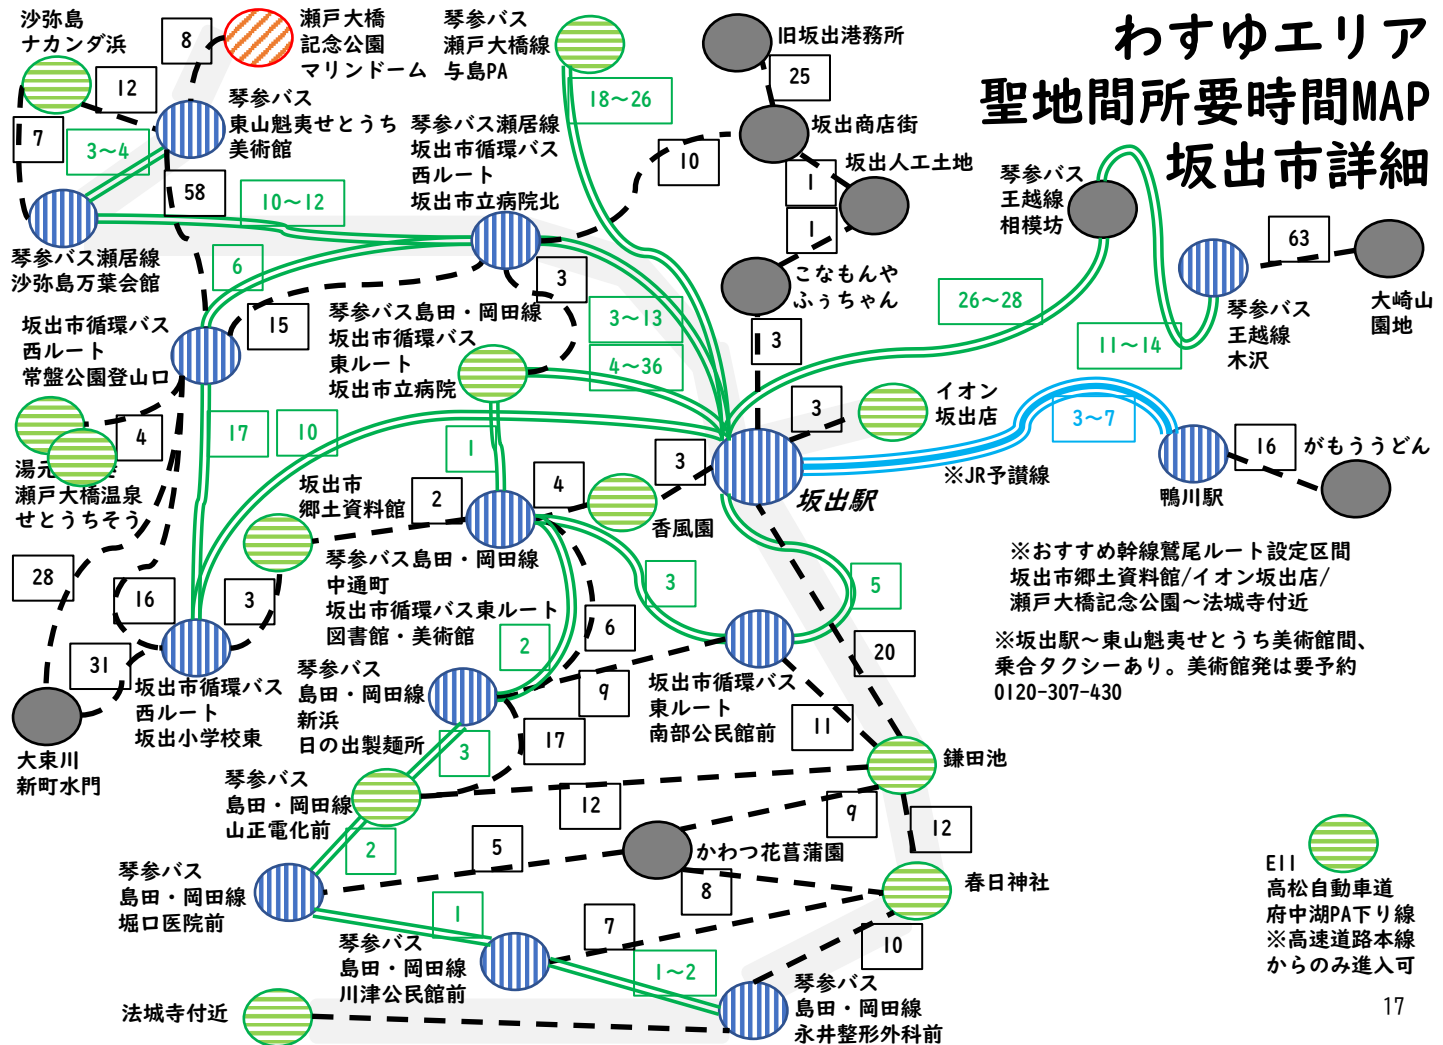 わすゆエリア
聖地間所要時間MAP
坂出市詳細
沙弥島
ナカンダ浜
8
瀬戸大橋
記念公園
マリンドーム
琴参バス
瀬戸大橋線
与島PA
旧坂出港務所
12
7
3~4
琴参バス
東山魁夷せとうち
美術館
58
琴参バス瀬居線
坂出市循環バス
西ルート
坂出市立病院北
18~26
25
坂出商店街
10
坂出人工土地
1
1
琴参バス
王越線
相模坊
63
10~12
琴参バス瀬居線
沙弥島万葉会館
6
3
こなもんや
ふぅちゃん
26~28
琴参バス
王越線
木沢
大崎山
園地
11~14
坂出市循環バス
西ルート
常盤公園登山口
15
琴参バス島田・岡田線
坂出市循環バス
東ルート
坂出市立病院
3~13
4~36
3
イオン
坂出店
3
3~7
4
17
10
1
湯元
瀬戸大橋温泉
せとうちそう
坂出市
郷土資料館
2
4
3
香風園
坂出駅
※JR予讃線
鴨川駅
16
がもううどん
琴参バス島田・岡田線
中通町
坂出市循環バス東ルート
図書館・美術館
28
16
3
31
3
5
6
2
20
※おすすめ幹線鷲尾ルート設定区間
坂出市郷土資料館/イオン坂出店/
瀬戸大橋記念公園~法城寺付近
※坂出駅~東山魁夷せとうち美術館間、
乗合タクシーあり。美術館発は要予約
0120-307-430
大束川
新町水門
坂出市循環バス
西ルート
坂出小学校東
琴参バス
島田・岡田線
新浜
日の出製麺所
9
坂出市循環バス
東ルート
南部公民館前
11
17
3
鎌田池
琴参バス
島田・岡田線
山正電化前
12
9
12
2
5
かわつ花菖蒲園
8
春日神社
琴参バス
島田・岡田線
堀口医院前
1
7
10
琴参バス
島田・岡田線
川津公民館前
1~2
琴参バス
島田・岡田線
永井整形外科前
法城寺付近
E11
高松自動車道
府中湖PA下り線
※高速道路本線
からのみ進入可
17